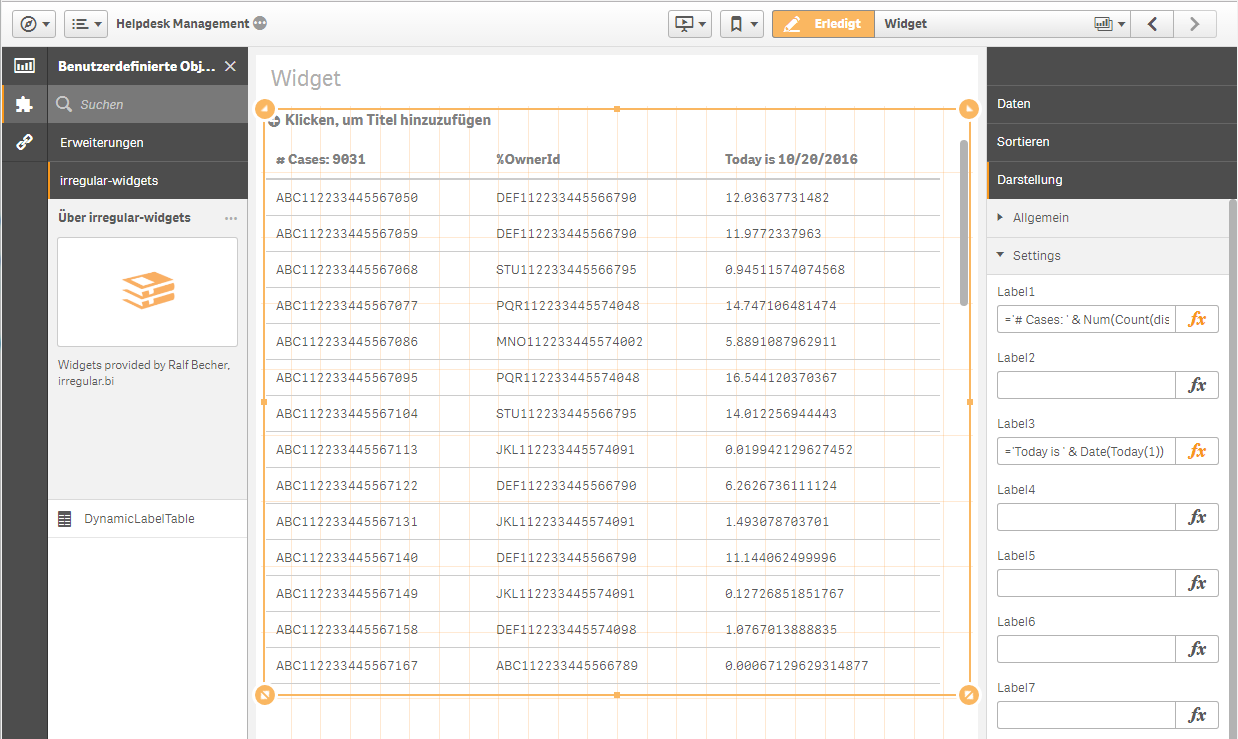 Helpdesk Management
Erledigt
Widget
Benutzerdefinierte Obj...
Suchen
Erweiterungen
irregular-widgets
Über irregular-widgets
Widgets provided by Ralf Becher,
irregular.bi
DynamicLabelTable
Widget
Klicken, um Titel hinzuzufügen
# Cases: 9031 %OwnerId Today is 10/20/2016
ABC112233445567050 DEF112233445566790 12.03637731482
ABC112233445567059 DEF112233445566790 11.9772337963
ABC112233445567068 STU112233445566795 0.94511574074568
ABC112233445567077 PQR112233445574048 14.747106481474
ABC112233445567086 MNO112233445574002 5.8891087962911
ABC112233445567095 PQR112233445574048 16.544120370367
ABC112233445567104 STU112233445566795 14.012256944443
ABC112233445567113 JKL112233445574091 0.019942129627452
ABC112233445567122 DEF112233445566790 6.2626736111124
ABC112233445567131 JKL112233445574091 1.493078703701
ABC112233445567140 DEF112233445566790 11.144062499996
ABC112233445567149 JKL112233445574091 0.12726851851767
ABC112233445567158 DEF112233445574098 1.0767013888835
ABC112233445567167 ABC112233445566789 0.00067129629314877
Daten
Sortieren
Darstellung
Allgemein
Settings
Label1
='# Cases: ' & Num(Count(dis fx
Label2
fx
Label3
='Today is ' & Date(Today(1)) fx
Label4
fx
Label5
fx
Label6
fx
Label7
fx